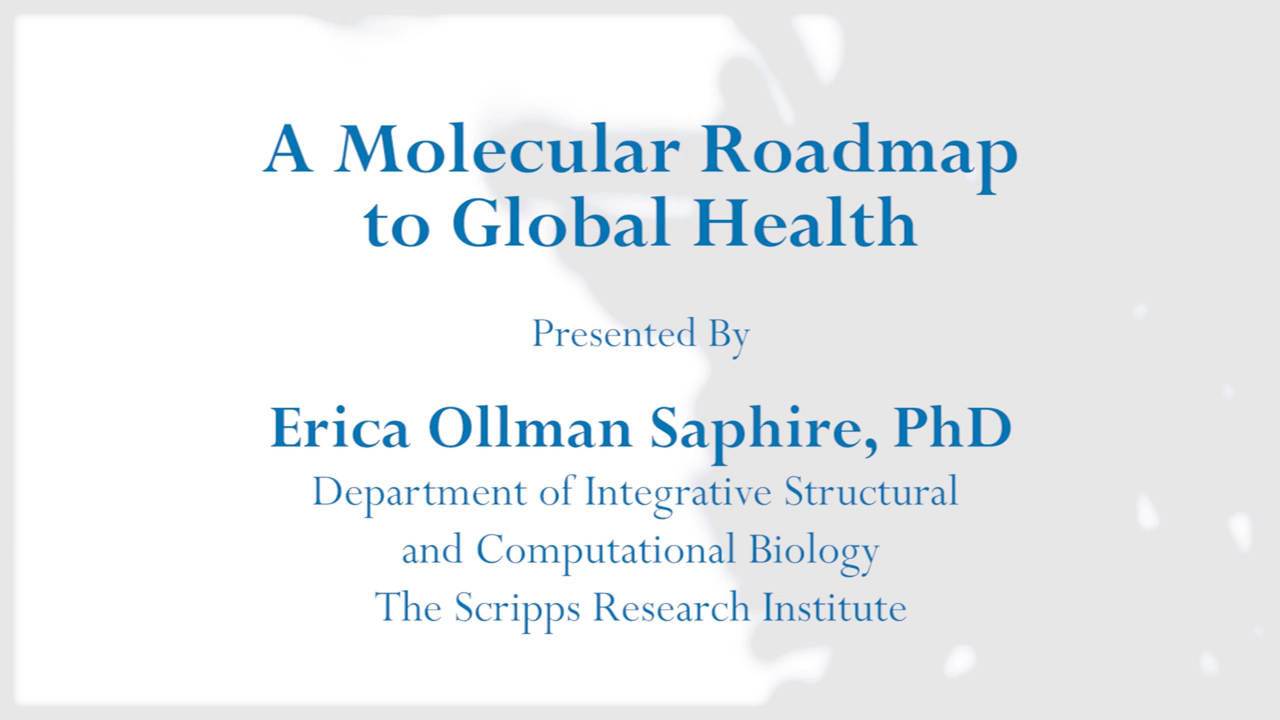 A Molecular Roadmap
to Global Health
Presented By
Erica Ollman Saphire, PhD
Department of Integrative Structural
and Computational Biology
The Scripps Research Institute